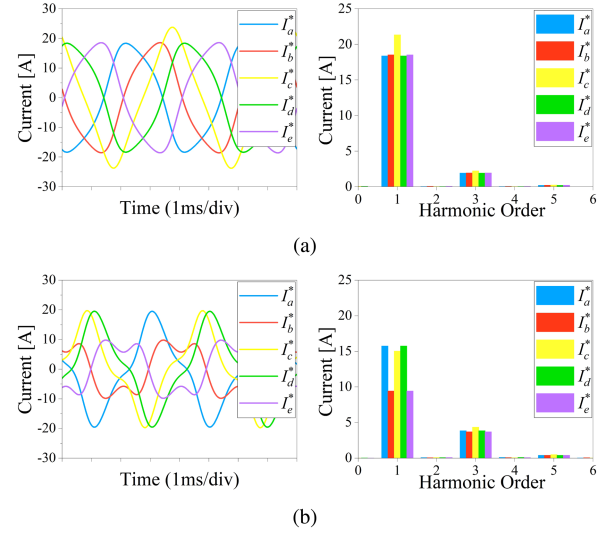 30
20
10
0
-10
-20
-30
Current [A]
Time (1ms/div)
I*a
I*b
I*c
I*d
I*e
25
20
15
10
5
0
Current [A]
0 1 2 3 4 5 6
Harmonic Order
I*a
I*b
I*c
I*d
I*e
(a)
30
20
10
0
-10
-20
-30
Current [A]
Time (1ms/div)
I*a
I*b
I*c
I*d
I*e
25
20
15
10
5
0
Current [A]
0 1 2 3 4 5 6
Harmonic Order
I*a
I*b
I*c
I*d
I*e
(b)